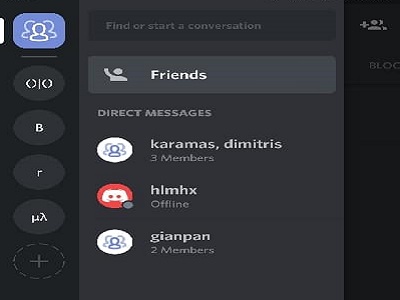 Find or start a conversation
Friends
BLOC
O|O
B
r
μλ
DIRECT MESSAGES
karamas, dimitris
3 Members
hlmhx
Offline
gianpan
2 Members